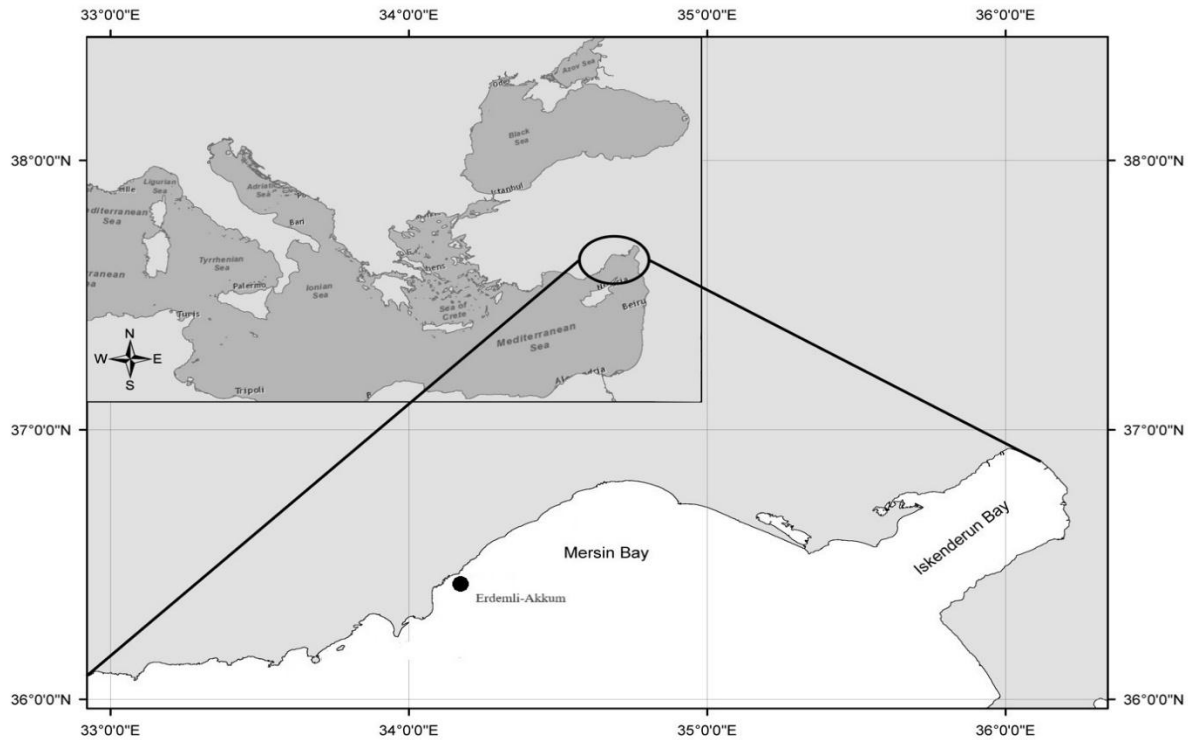 33°0'0"E 34°0'0"E 35°0'0"E 36°0'0"E
38°0'0"N
38°0'0"N
37°0'0"N
37°0'0"N
36°0'0"N
36°0'0"N
33°0'0"E 34°0'0"E 35°0'0"E 36°0'0"E
Azov Sea
Black
Sea
Istanbul
Ligurian
Sea
Adriatic
Sea
Bari
editerranean
Sea
Tyrrhenian
Sea
Palermo
Ionian
Sea
Sea of
Crete
Tunis
Tripoli
Mediterranean
Sea
Beiru
N
W E
S
Mersin Bay
Iskenderun Bay
Erdemli-Akkum